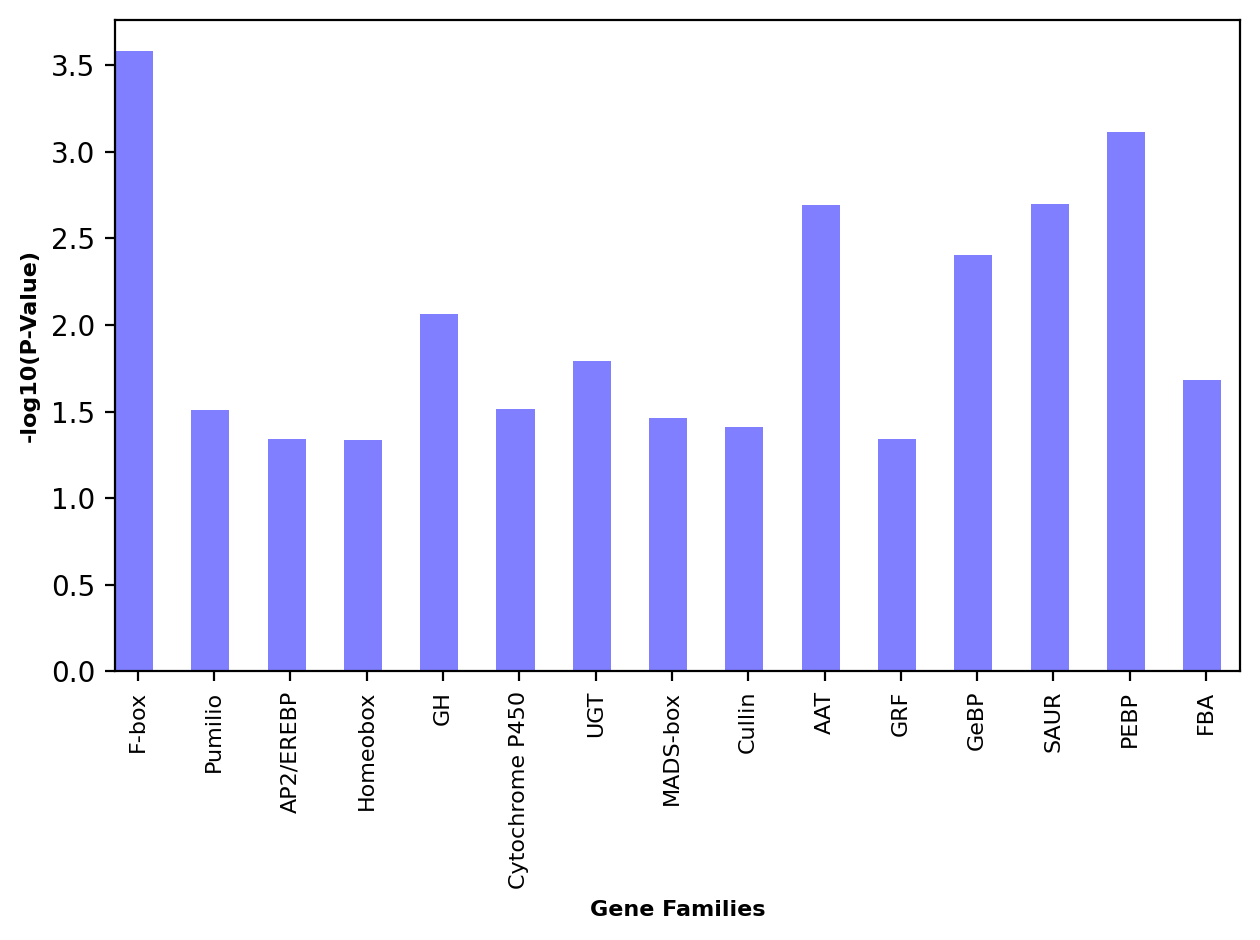 3.5
3.0
2.5
2.0
1.5
1.0
0.5
0.0
-log10(P-Value)
F-box
Pumilio
AP2/EREBP
Homeobox
GH
Cytochrome P450
UGT
MADS-box
Cullin
AAT
GRF
GeBP
SAUR
PEBP
FBA
Gene Families